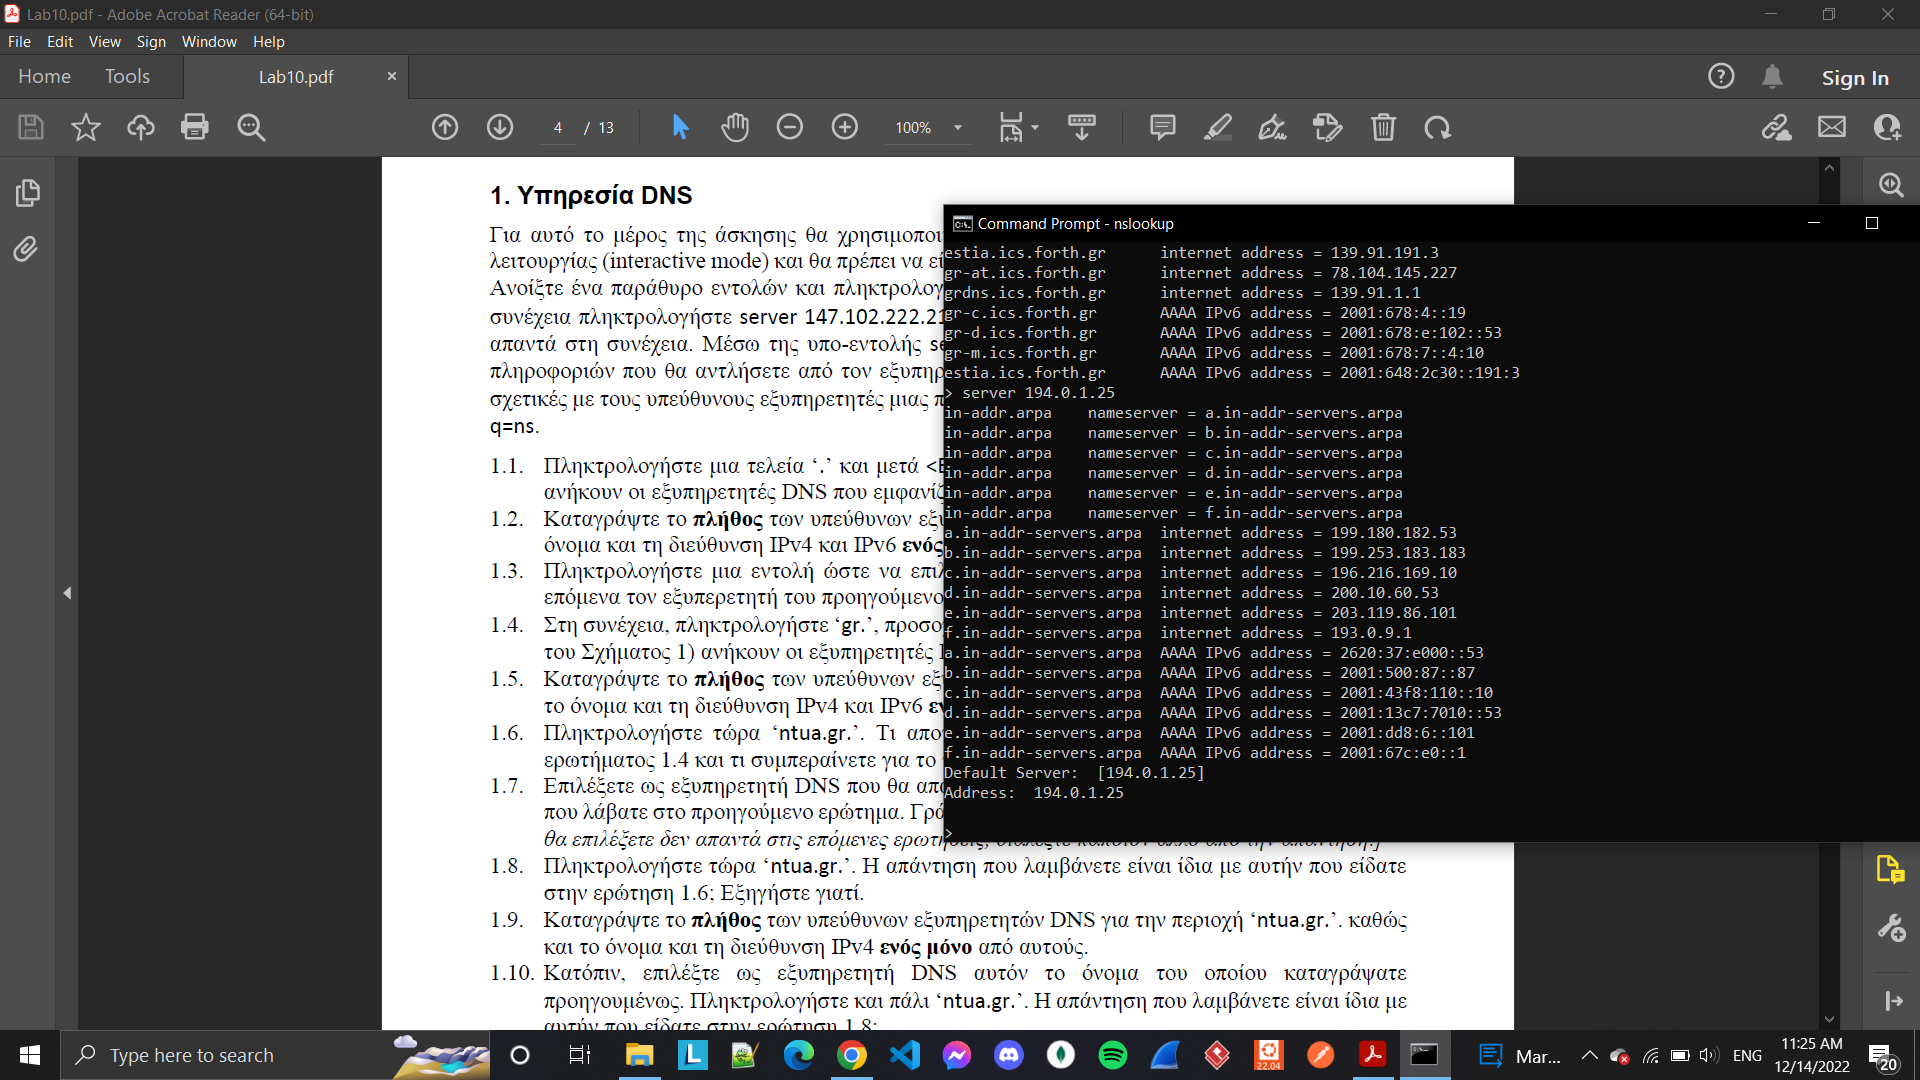 Lab10.pdf - Adobe Acrobat Reader (64-bit)
File Edit View Sign Window Help
Home Tools Lab10.pdf × Sign In
4 / 13 100%
1. Υπηρεσία DNS
Για αυτό το μέρος της άσκησης θα χρησιμοποι
λειτουργίας (interactive mode) και θα πρέπει να εί
Ανοίξτε ένα παράθυρο εντολών και πληκτρολογ
συνέχεια πληκτρολογήστε server 147.102.222.21
απαντά στη συνέχεια. Μέσω της υπο-εντολής se
πληροφοριών που θα αντλήσετε από τον εξυπηρ
σχετικές με τους υπεύθυνους εξυπηρετητές μιας π
q=ns.
1.1. Πληκτρολογήστε μια τελεία ‘.’ και μετά <E
ανήκουν οι εξυπηρετητές DNS που εμφανίζ
1.2. Καταγράψτε το πλήθος των υπεύθυνων εξυ
όνομα και τη διεύθυνση IPv4 και IPv6 ενός
1.3. Πληκτρολογήστε μια εντολή ώστε να επιλ
επόμενα τον εξυπερετητή του προηγούμενο
1.4. Στη συνέχεια, πληκτρολογήστε ‘gr.’, προσο
του Σχήματος 1) ανήκουν οι εξυπηρετητές
1.5. Καταγράψτε το πλήθος των υπεύθυνων εξ
το όνομα και τη διεύθυνση IPv4 και IPv6 εν
1.6. Πληκτρολογήστε τώρα ‘ntua.gr.’. Τι απο
ερωτήματος 1.4 και τι συμπεραίνετε για το
1.7. Επιλέξετε ως εξυπηρετητή DNS που θα απα
που λάβατε στο προηγούμενο ερώτημα. Γρά
θα επιλέξετε δεν απαντά στις επόμενες ερωτήσεις, διαλέξτε κάποιον άλλο από την απάντηση.]
1.8. Πληκτρολογήστε τώρα ‘ntua.gr.’. Η απάντηση που λαμβάνετε είναι ίδια με αυτήν που είδατε
στην ερώτηση 1.6; Εξηγήστε γιατί.
1.9. Καταγράψτε το πλήθος των υπεύθυνων εξυπηρετητών DNS για την περιοχή ‘ntua.gr.’. καθώς
και το όνομα και τη διεύθυνση IPv4 ενός μόνο από αυτούς.
1.10. Κατόπιν, επιλέξτε ως εξυπηρετητή DNS αυτόν το όνομα του οποίου καταγράψατε
προηγουμένως. Πληκτρολογήστε και πάλι ‘ntua.gr.’. Η απάντηση που λαμβάνετε είναι ίδια με
αυτήν που είδατε στην ερώτηση 1.8;
Command Prompt - nslookup
estia.ics.forth.gr internet address = 139.91.191.3
gr-at.ics.forth.gr internet address = 78.104.145.227
grdns.ics.forth.gr internet address = 139.91.1.1
gr-c.ics.forth.gr AAAA IPv6 address = 2001:678:4::19
gr-d.ics.forth.gr AAAA IPv6 address = 2001:678:e:102::53
gr-m.ics.forth.gr AAAA IPv6 address = 2001:678:7::4:10
estia.ics.forth.gr AAAA IPv6 address = 2001:648:2c30::191:3
> server 194.0.1.25
in-addr.arpa nameserver = a.in-addr-servers.arpa
in-addr.arpa nameserver = b.in-addr-servers.arpa
in-addr.arpa nameserver = c.in-addr-servers.arpa
in-addr.arpa nameserver = d.in-addr-servers.arpa
in-addr.arpa nameserver = e.in-addr-servers.arpa
in-addr.arpa nameserver = f.in-addr-servers.arpa
a.in-addr-servers.arpa internet address = 199.180.182.53
b.in-addr-servers.arpa internet address = 199.253.183.183
c.in-addr-servers.arpa internet address = 196.216.169.10
d.in-addr-servers.arpa internet address = 200.10.60.53
e.in-addr-servers.arpa internet address = 203.119.86.101
f.in-addr-servers.arpa internet address = 193.0.9.1
a.in-addr-servers.arpa AAAA IPv6 address = 2620:37:e000::53
b.in-addr-servers.arpa AAAA IPv6 address = 2001:500:87::87
c.in-addr-servers.arpa AAAA IPv6 address = 2001:43f8:110::10
d.in-addr-servers.arpa AAAA IPv6 address = 2001:13c7:7010::53
e.in-addr-servers.arpa AAAA IPv6 address = 2001:dd8:6::101
f.in-addr-servers.arpa AAAA IPv6 address = 2001:67c:e0::1
Default Server: [194.0.1.25]
Address: 194.0.1.25
>
Type here to search
22.04
Mar...
ENG
11:25 AM
12/14/2022
20